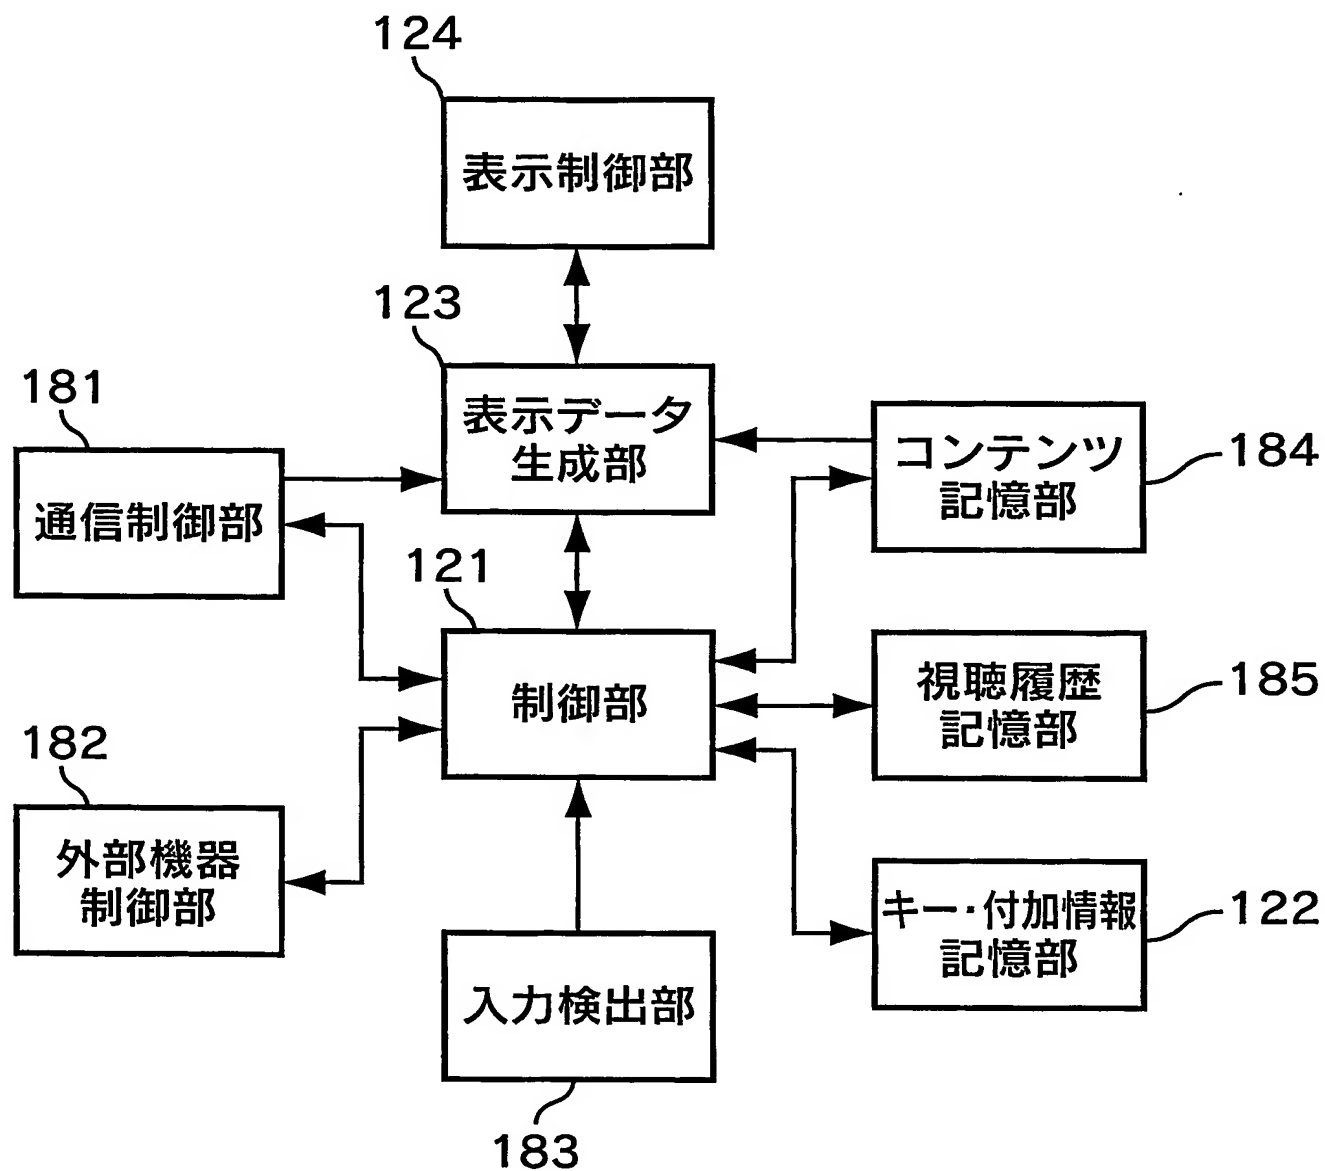 124
表示制御部
123
表示データ
生成部
181
通信制御部
コンテンツ
記憶部
184
121
制御部
視聴履歴
記憶部
185
182
外部機器
制御部
キー・付加情報
記憶部
122
入力検出部
183